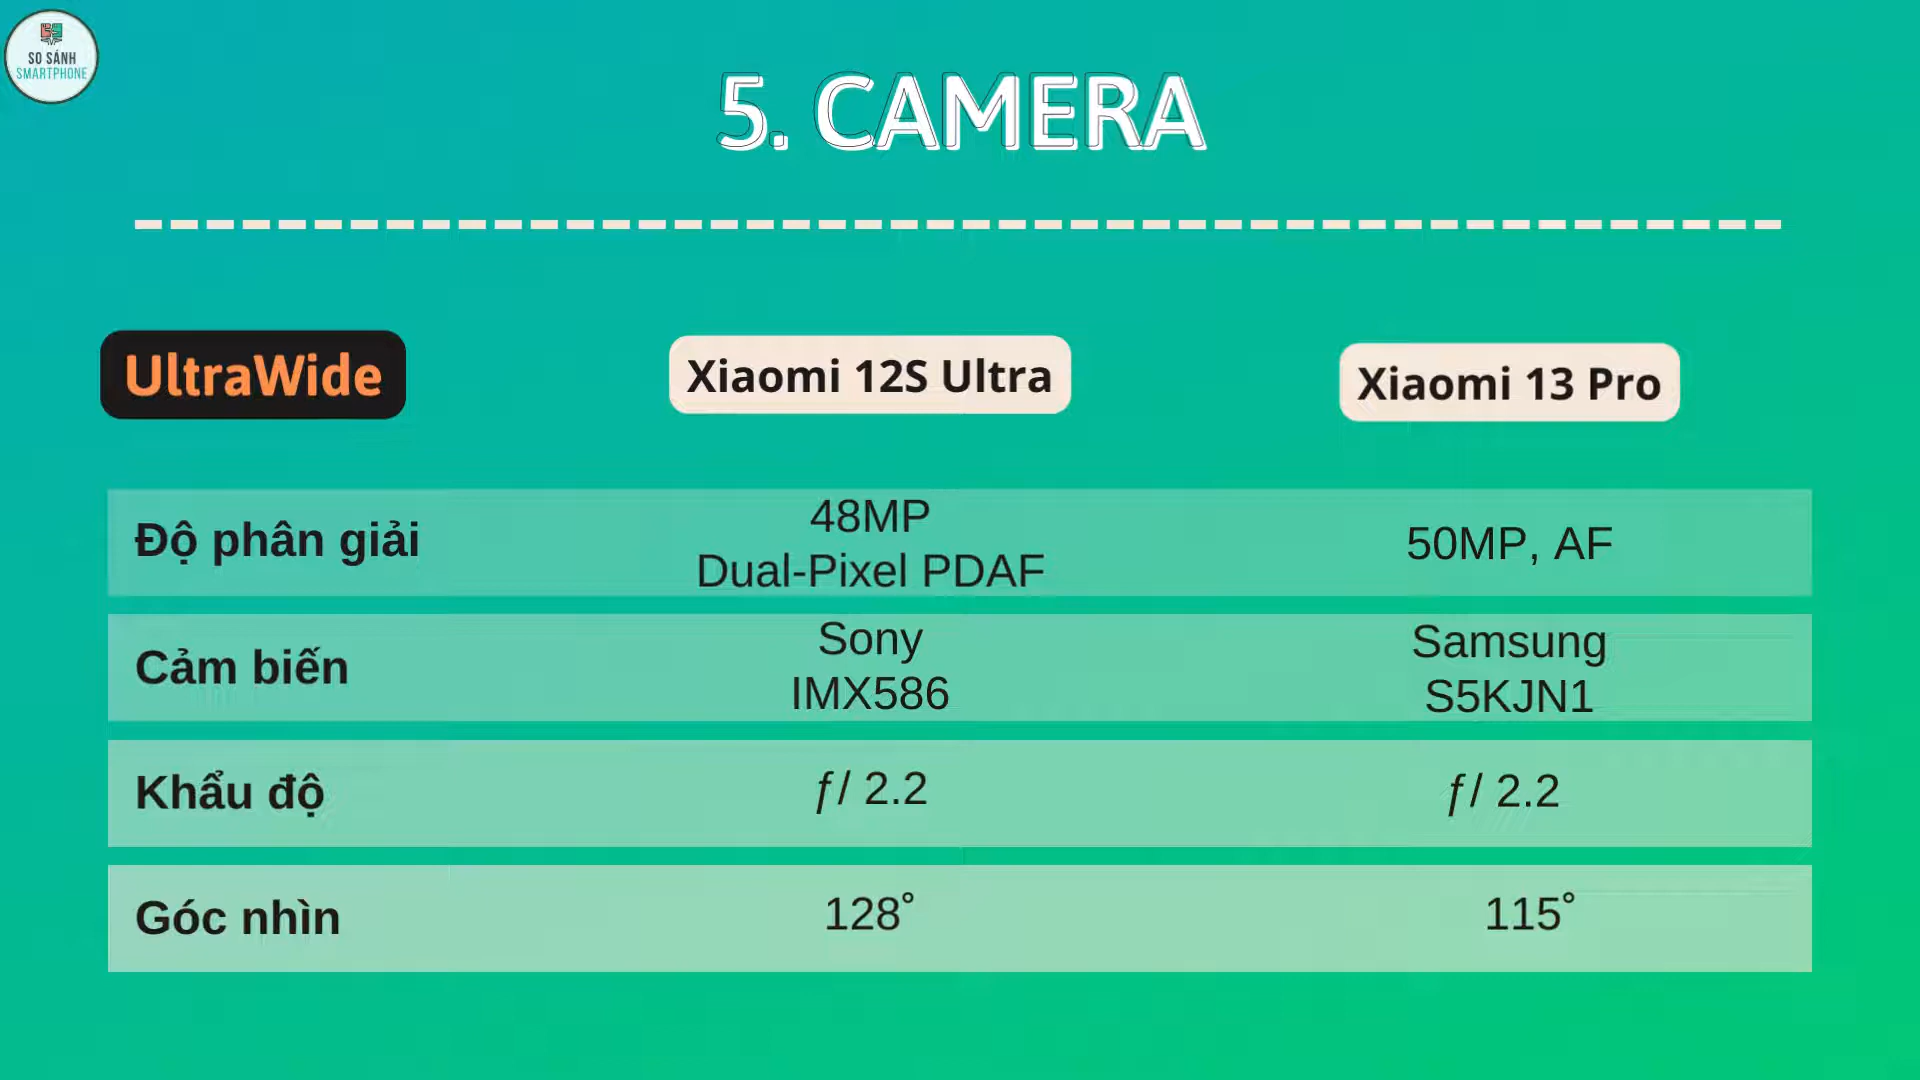 SO SÁNH
SMARTPHONE
5. CAMERA
UltraWide
Xiaomi 12S Ultra
Xiaomi 13 Pro
Độ phân giải
48MP
Dual-Pixel PDAF
50MP, AF
Cảm biến
Sony
IMX586
Samsung
S5KJN1
Khẩu độ
ƒ/ 2.2
ƒ/ 2.2
Góc nhìn
128°
115°